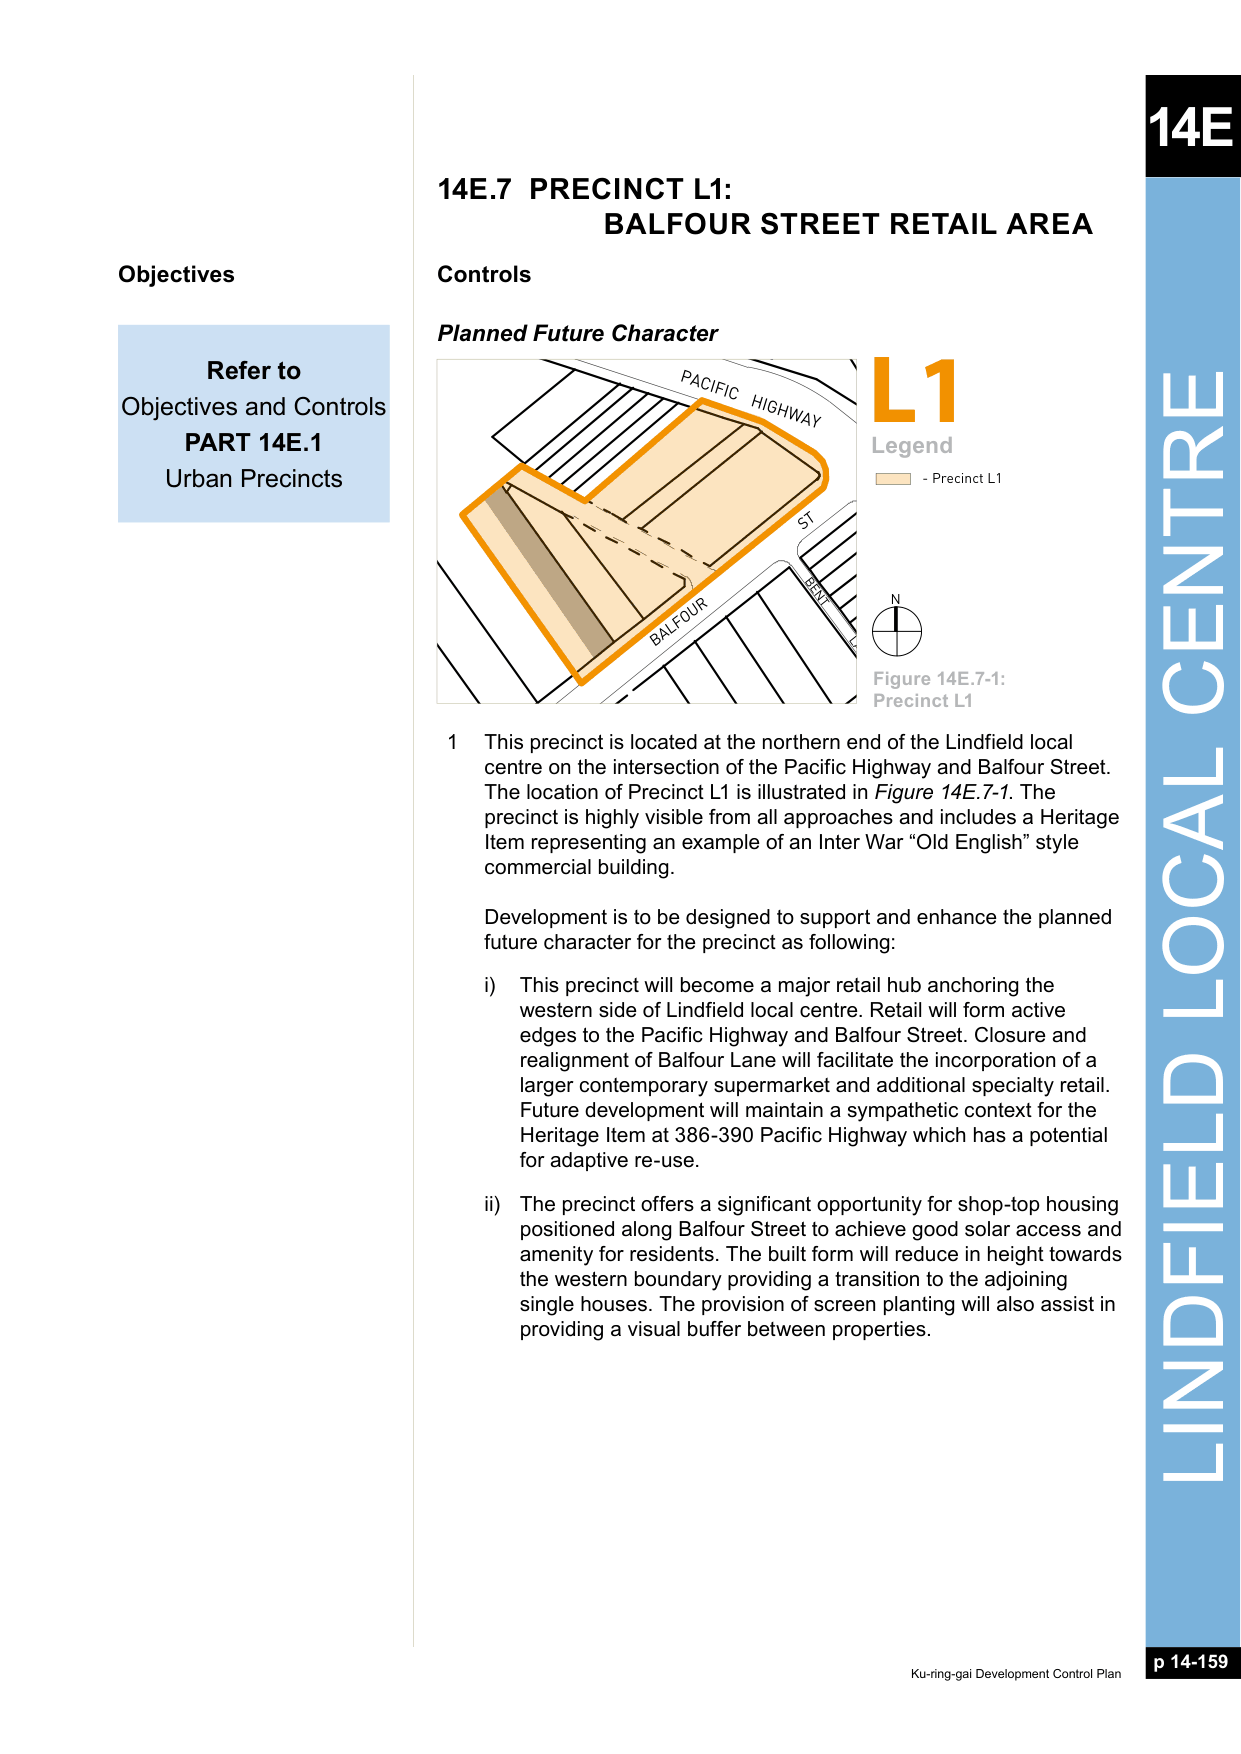 14E
14E.7 PRECINCT L1:
BALFOUR STREET RETAIL AREA
Objectives
Refer to
Objectives and Controls
PART 14E.1
Urban Precincts
Controls
Planned Future Character
PACIFIC HIGHWAY
ST
BENT
BALFOUR
L1
Legend
- Precinct L1
N
Figure 14E.7-1:
Precinct L1
1 This precinct is located at the northern end of the Lindfield local
centre on the intersection of the Pacific Highway and Balfour Street.
The location of Precinct L1 is illustrated in Figure 14E.7-1. The
precinct is highly visible from all approaches and includes a Heritage
Item representing an example of an Inter War “Old English” style
commercial building.
Development is to be designed to support and enhance the planned
future character for the precinct as following:
i) This precinct will become a major retail hub anchoring the
western side of Lindfield local centre. Retail will form active
edges to the Pacific Highway and Balfour Street. Closure and
realignment of Balfour Lane will facilitate the incorporation of a
larger contemporary supermarket and additional specialty retail.
Future development will maintain a sympathetic context for the
Heritage Item at 386-390 Pacific Highway which has a potential
for adaptive re-use.
ii) The precinct offers a significant opportunity for shop-top housing
positioned along Balfour Street to achieve good solar access and
amenity for residents. The built form will reduce in height towards
the western boundary providing a transition to the adjoining
single houses. The provision of screen planting will also assist in
providing a visual buffer between properties.
LINDFIELD LOCAL CENTRE
Ku-ring-gai Development Control Plan
p 14-159